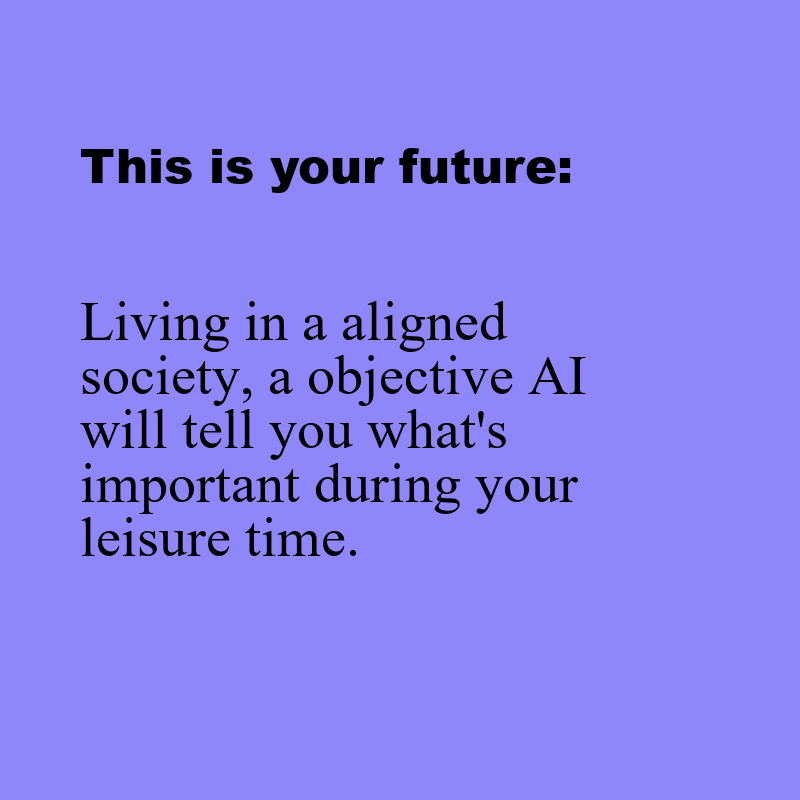 This is your future:
Living in a aligned
society, a objective AI
will tell you what's
important during your
leisure time.